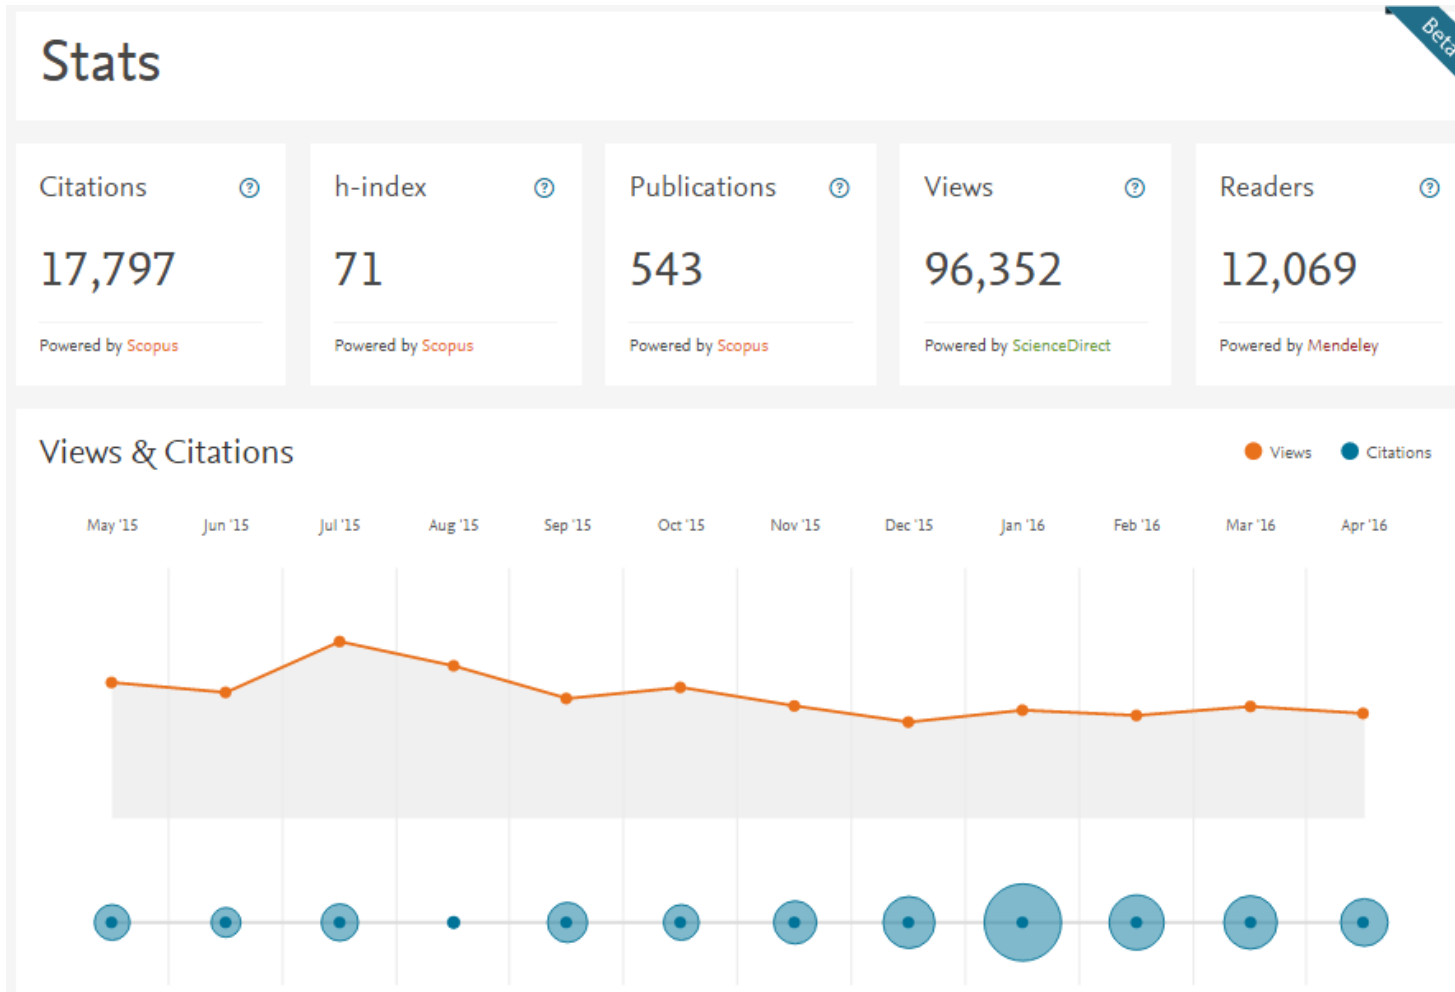 Stats
Beta
Citations ?
h-index ?
Publications ?
Views ?
Readers ?
17,797
71
543
96,352
12,069
Powered by Scopus
Powered by Scopus
Powered by Scopus
Powered by ScienceDirect
Powered by Mendeley
Views & Citations
Views
Citations
May '15
Jun '15
Jul '15
Aug '15
Sep '15
Oct '15
Nov '15
Dec '15
Jan '16
Feb '16
Mar '16
Apr '16